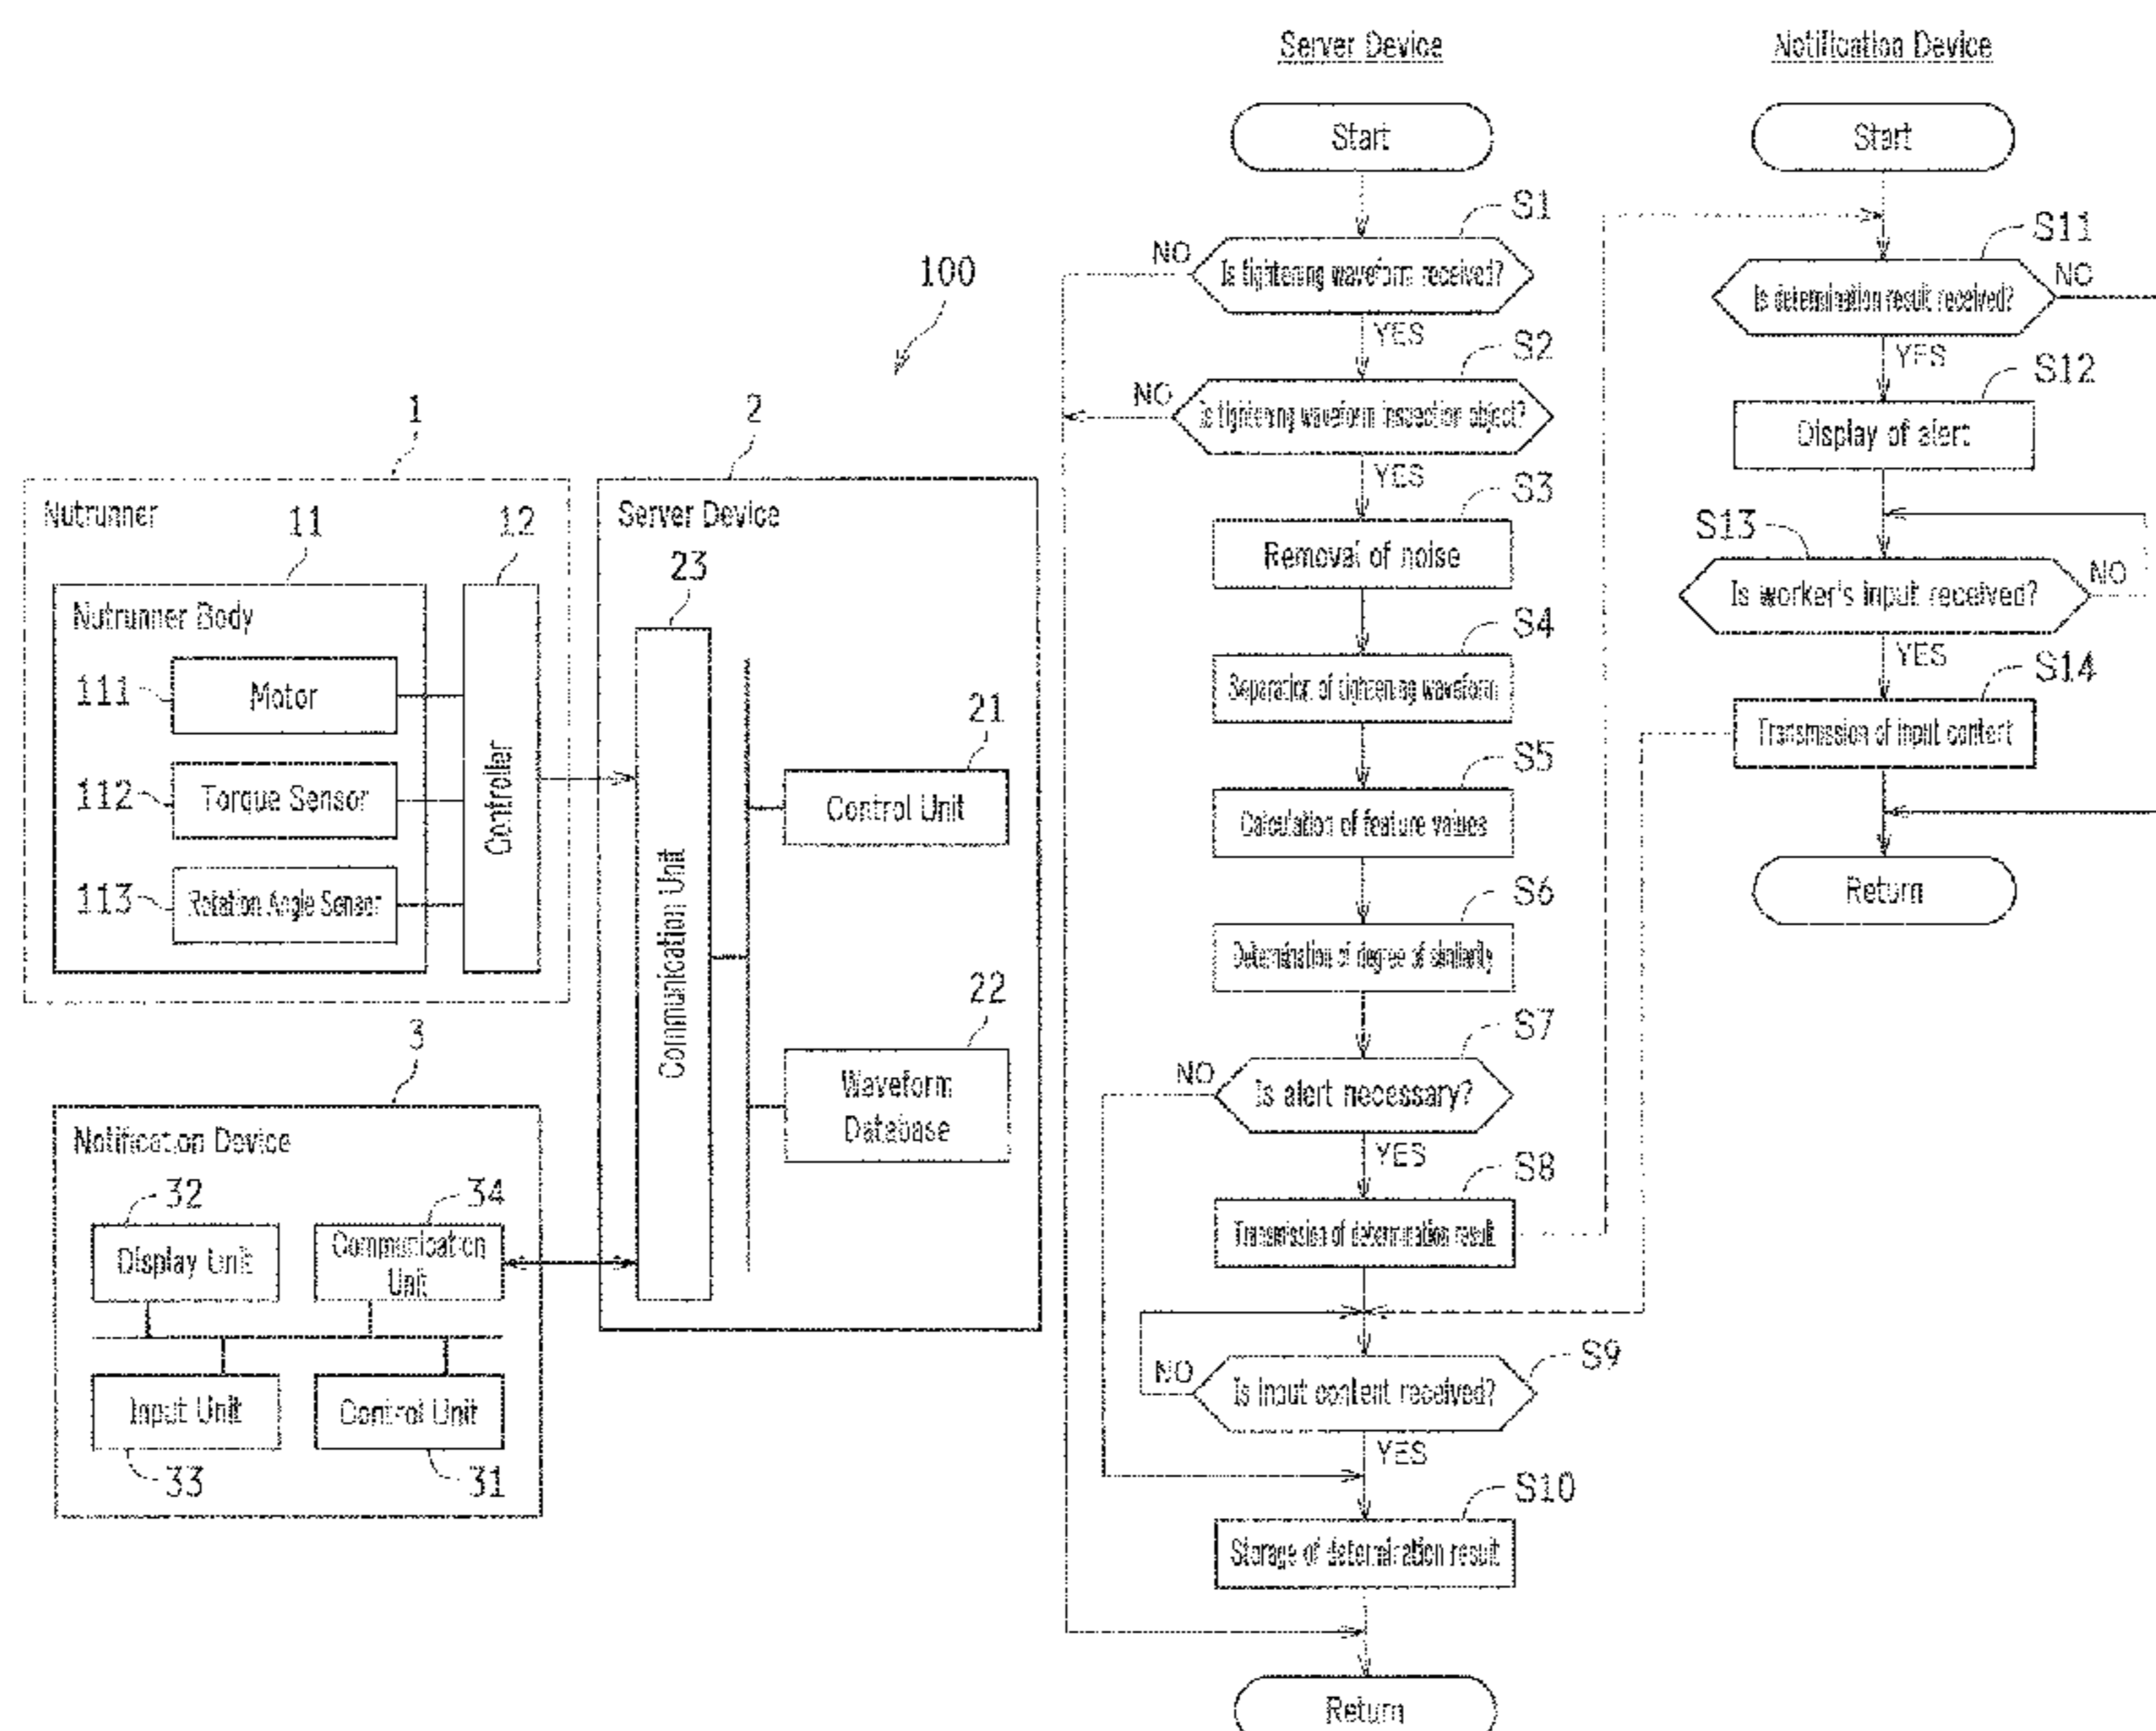 100
1
Nutrunner
11
12
Nutrunner Body
111
Motor
112
Torque Sensor
113
Rotation Angle Sensor
Controller
2
Server Device
23
Communication Unit
21
Control Unit
22
Waveform
Database
3
Notification Device
32
Display Unit
34
Communication
Unit
Input Unit
33
Control Unit
31
Server Device
Start
S1
Is tightening waveform received?
NO
YES
S2
Is tightening waveform inspection object?
NO
YES
S3
Removal of noise
S4
Separation of tightening waveform
S5
Calculation of feature values
S6
Determination of degree of similarity
S7
Is alert necessary?
NO
YES
S8
Transmission of determination result
S9
Is input content received?
NO
YES
S10
Storage of determination result
Return
Notification Device
Start
S11
Is determination result received?
NO
YES
S12
Display of alert
S13
Is worker's input received?
NO
YES
S14
Transmission of input content
Return